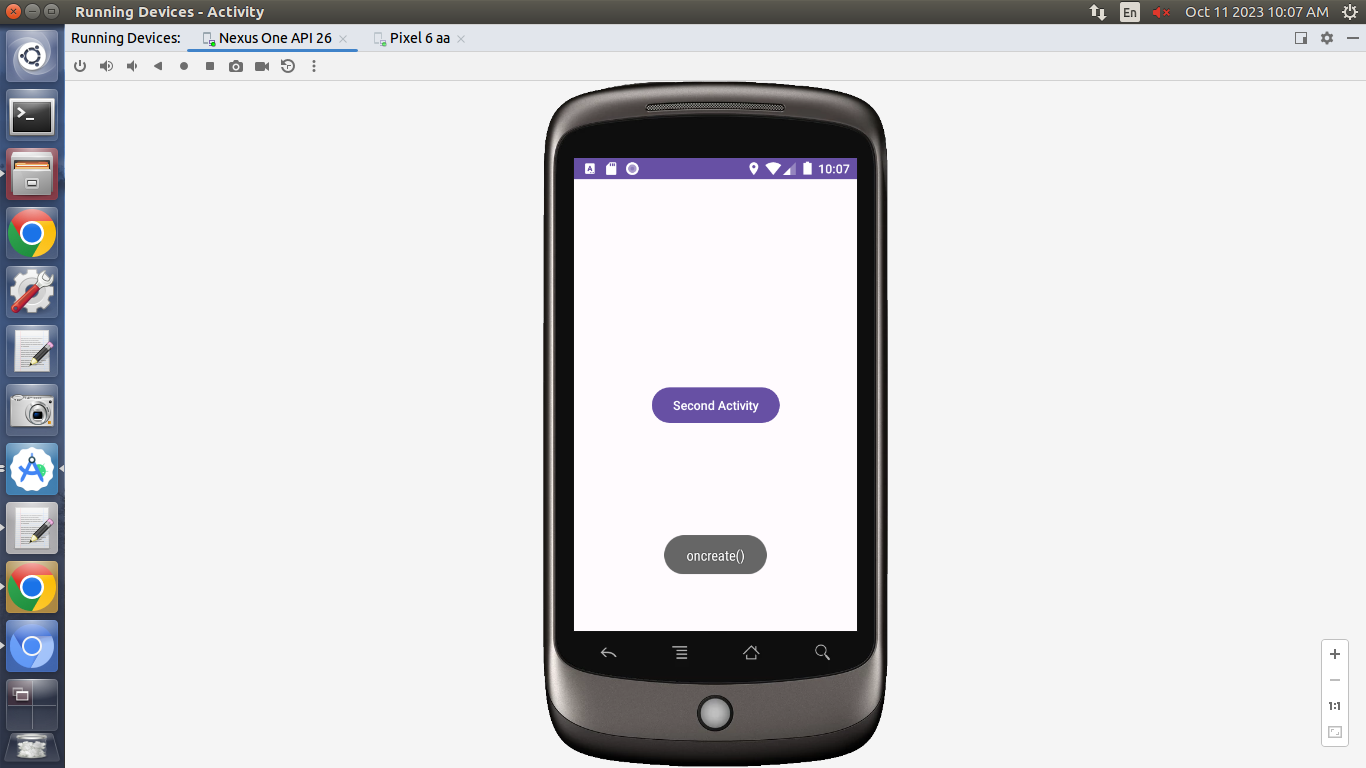 Running Devices - Activity
En
Oct 11 2023 10:07 AM
Running Devices:
Nexus One API 26
Pixel 6 aa
A
10:07
Second Activity
oncreate()
1:1